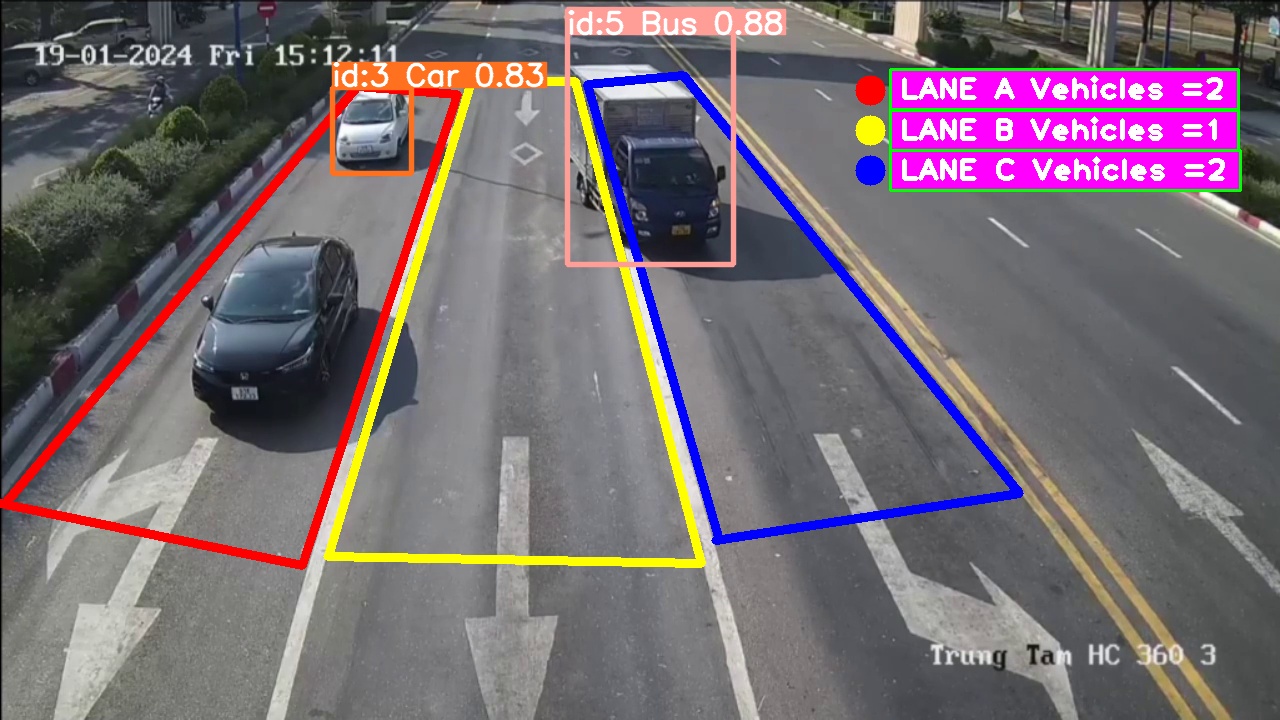 id:5 Bus 0.88
19-01-2024 Fri 15:12:11
id:3 Car 0.83
LANE A Vehicles =2
LANE B Vehicles =1
LANE C Vehicles =2
Trung Tam HC 360 3